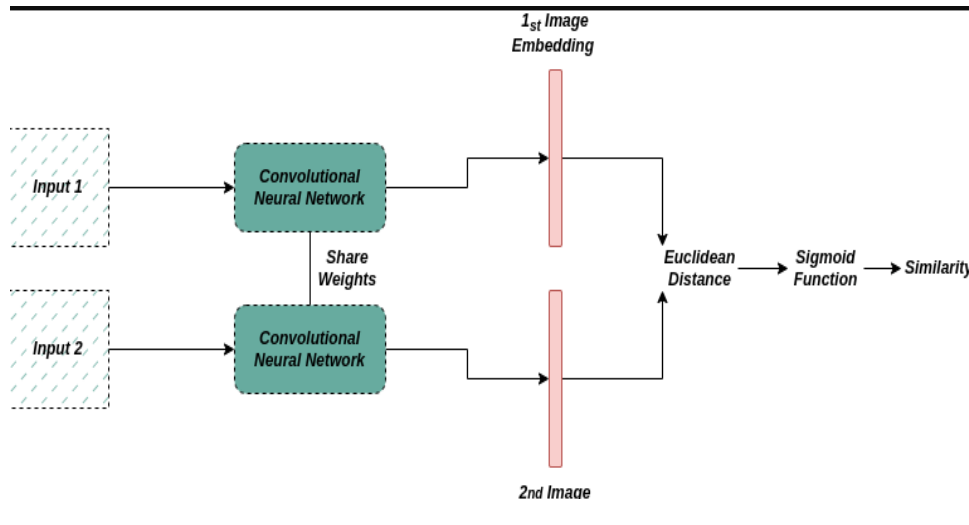 1st Image
Embedding
Input 1
Convolutional
Neural Network
Share
Weights
Euclidean
Distance
Sigmoid
Function
Similarity
Input 2
Convolutional
Neural Network
2nd Image